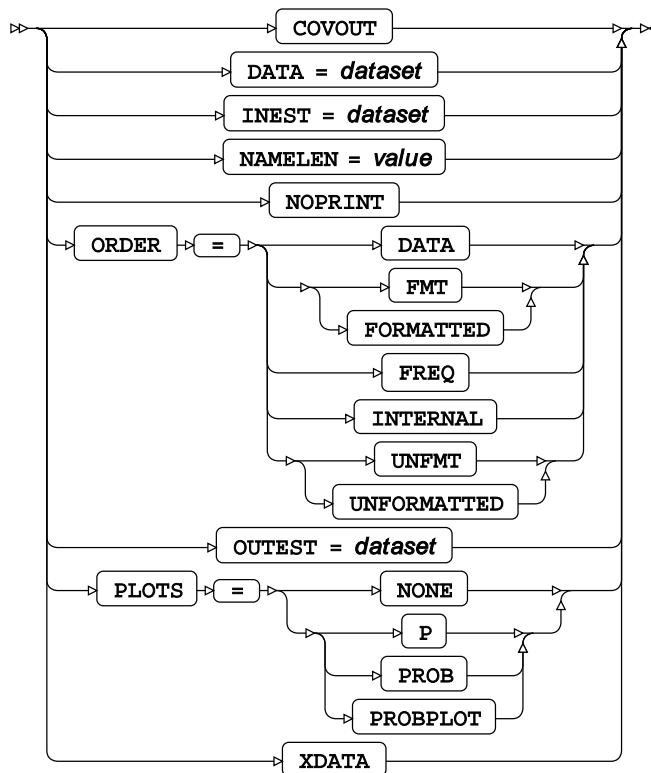 COVOUT
DATA = dataset
INEST = dataset
NAMELEN = value
NOPRINT
ORDER = DATA
FMT
FORMATTED
FREQ
INTERNAL
UNFMT
UNFORMATTED
OUTEST = dataset
PLOTS = NONE
P
PROB
PROBPLOT
XDATA